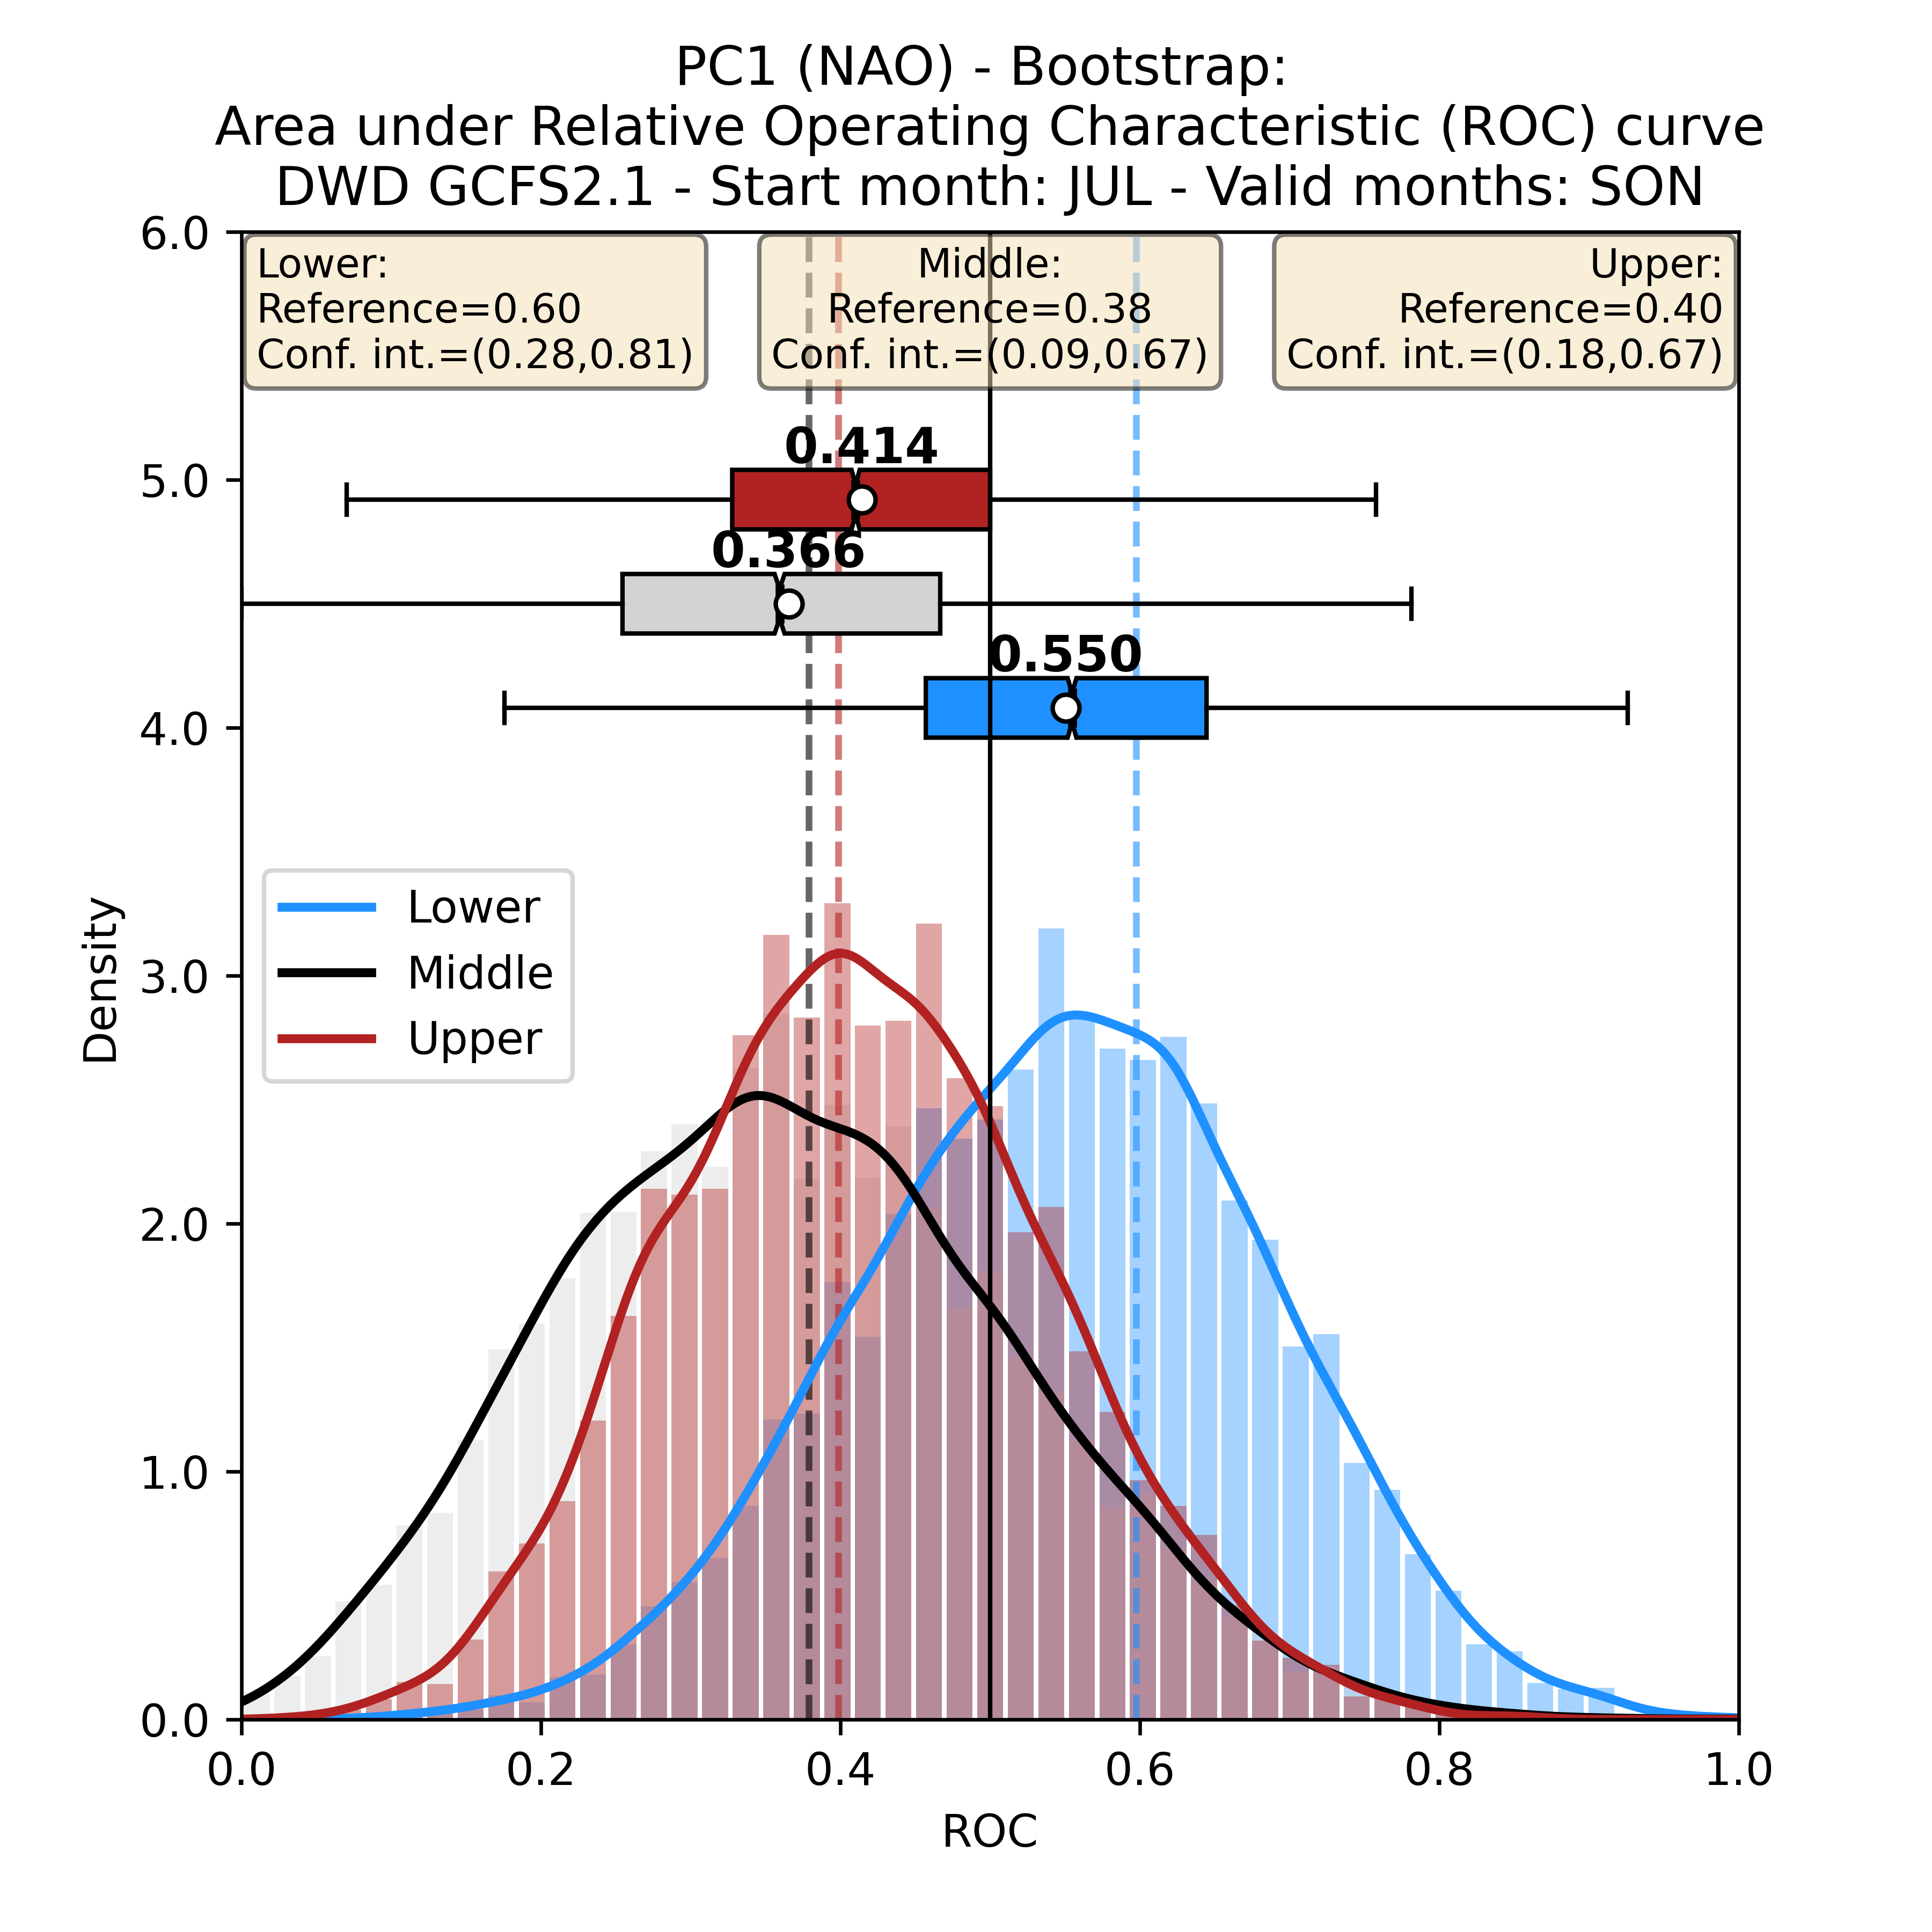 PC1 (NAO) - Bootstrap:
Area under Relative Operating Characteristic (ROC) curve
DWD GCFS2.1 - Start month: JUL - Valid months: SON
Lower:
Reference=0.60
Conf. int.=(0.28,0.81)
Middle:
Reference=0.38
Conf. int.=(0.09,0.67)
Upper:
Reference=0.40
Conf. int.=(0.18,0.67)
0.414
0.366
0.550
Lower
Middle
Upper
Density
6.0
5.0
4.0
3.0
2.0
1.0
0.0
0.0 0.2 0.4 0.6 0.8 1.0
ROC